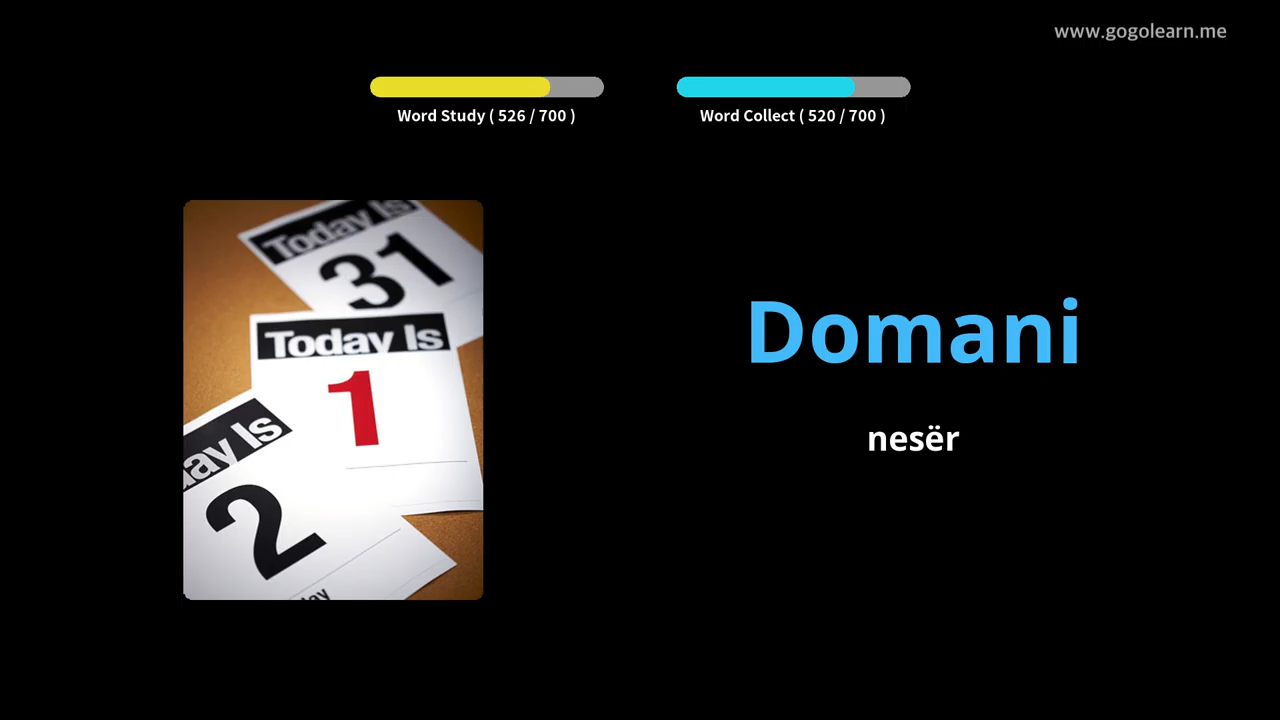 www.gogolearn.me
Word Study ( 526 / 700 )
Word Collect ( 520 / 700 )
Today Is
31
Today Is
1
ay Is
2
Domani
nesër